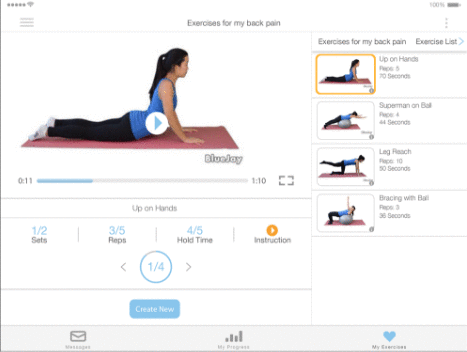 100%
Exercises for my back pain
BlueJay
0:11
1:10
Up on Hands
1/2
Sets
3/5
Reps
4/5
Hold Time
Instruction
1/4
Create New
Exercises for my back pain
Exercise List
Up on Hands
Reps: 5
70 Seconds
Superman on Ball
Reps: 4
44 Seconds
Leg Reach
Reps: 10
50 Seconds
Bracing with Ball
Reps: 3
36 Seconds
Messages
My Progress
My Exercises